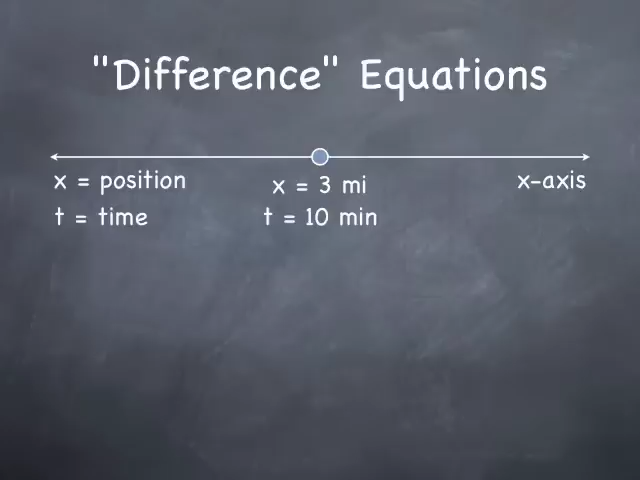 "Difference" Equations
x = position
t = time
x = 3 mi
t = 10 min
x-axis